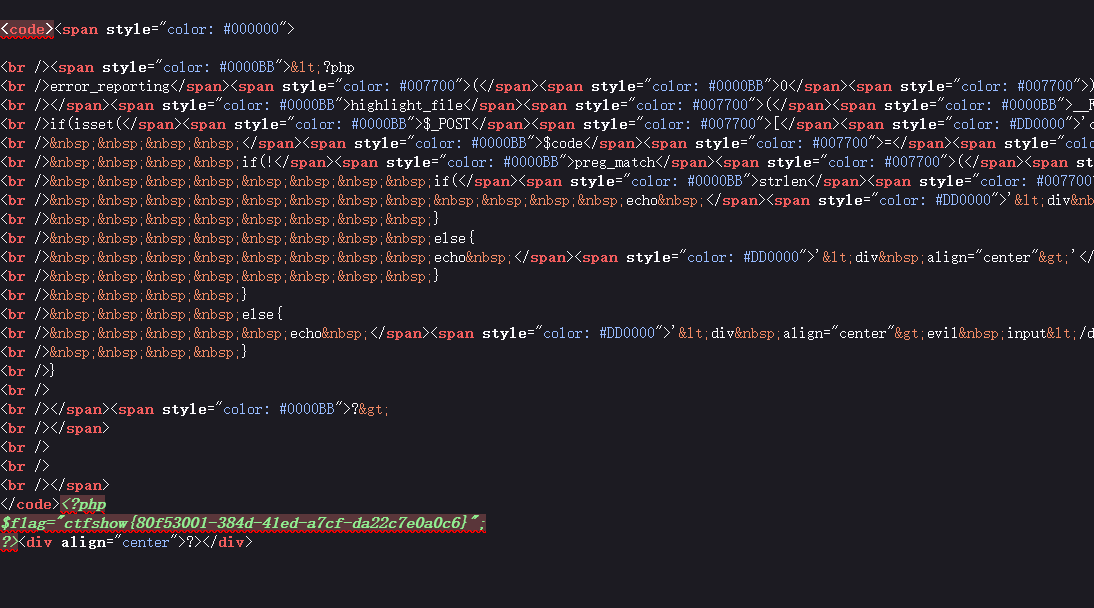 <code><span style="color: #000000">
<br /><span style="color: #0000BB">&lt;?php
<br />error_reporting</span><span style="color: #007700">(</span><span style="color: #0000BB">0</span><span style="color: #007700">)
<br /></span><span style="color: #0000BB">highlight_file</span><span style="color: #007700">(</span><span style="color: #0000BB">__F
<br />if(isset(</span><span style="color: #0000BB">$_POST</span><span style="color: #007700">[</span><span style="color: #DD0000">'c
<br />&nbsp;&nbsp;&nbsp;&nbsp;</span><span style="color: #0000BB">$code</span><span style="color: #007700">=</span><span style="colo
<br />&nbsp;&nbsp;&nbsp;&nbsp;if(!</span><span style="color: #0000BB">preg_match</span><span style="color: #007700">(</span><span st
<br />&nbsp;&nbsp;&nbsp;&nbsp;&nbsp;&nbsp;&nbsp;&nbsp;if(</span><span style="color: #0000BB">strlen</span><span style="color: #007700"
<br />&nbsp;&nbsp;&nbsp;&nbsp;&nbsp;&nbsp;&nbsp;&nbsp;&nbsp;&nbsp;&nbsp;&nbsp;echo&nbsp;</span><span style="color: #DD0000">'&lt;div&n
<br />&nbsp;&nbsp;&nbsp;&nbsp;&nbsp;&nbsp;&nbsp;&nbsp;}
<br />&nbsp;&nbsp;&nbsp;&nbsp;&nbsp;&nbsp;&nbsp;&nbsp;else{
<br />&nbsp;&nbsp;&nbsp;&nbsp;&nbsp;&nbsp;&nbsp;&nbsp;echo&nbsp;</span><span style="color: #DD0000">'&lt;div&nbsp;align="center"&gt;'</
<br />&nbsp;&nbsp;&nbsp;&nbsp;&nbsp;&nbsp;&nbsp;&nbsp;}
<br />&nbsp;&nbsp;&nbsp;&nbsp;}
<br />&nbsp;&nbsp;&nbsp;&nbsp;else{
<br />&nbsp;&nbsp;&nbsp;&nbsp;&nbsp;echo&nbsp;</span><span style="color: #DD0000">'&lt;div&nbsp;align="center"&gt;evil&nbsp;input&lt;/d
<br />&nbsp;&nbsp;&nbsp;&nbsp;}
<br />}
<br />
<br /></span><span style="color: #0000BB">?&gt;
<br /></span>
<br />
<br />
<br /></span>
</code><?php
$flag="ctfshow{80f53001-384d-41ed-a7cf-da22c7e0a0c6}";
?><div align="center">?></div>